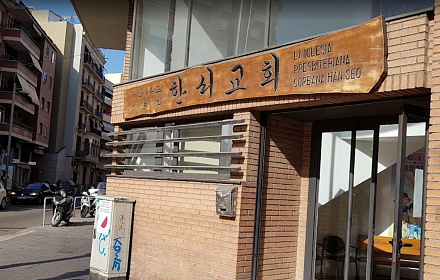 한서교회
LA IGLESIA
PRESBITERIANA
COREANA HAN SEO